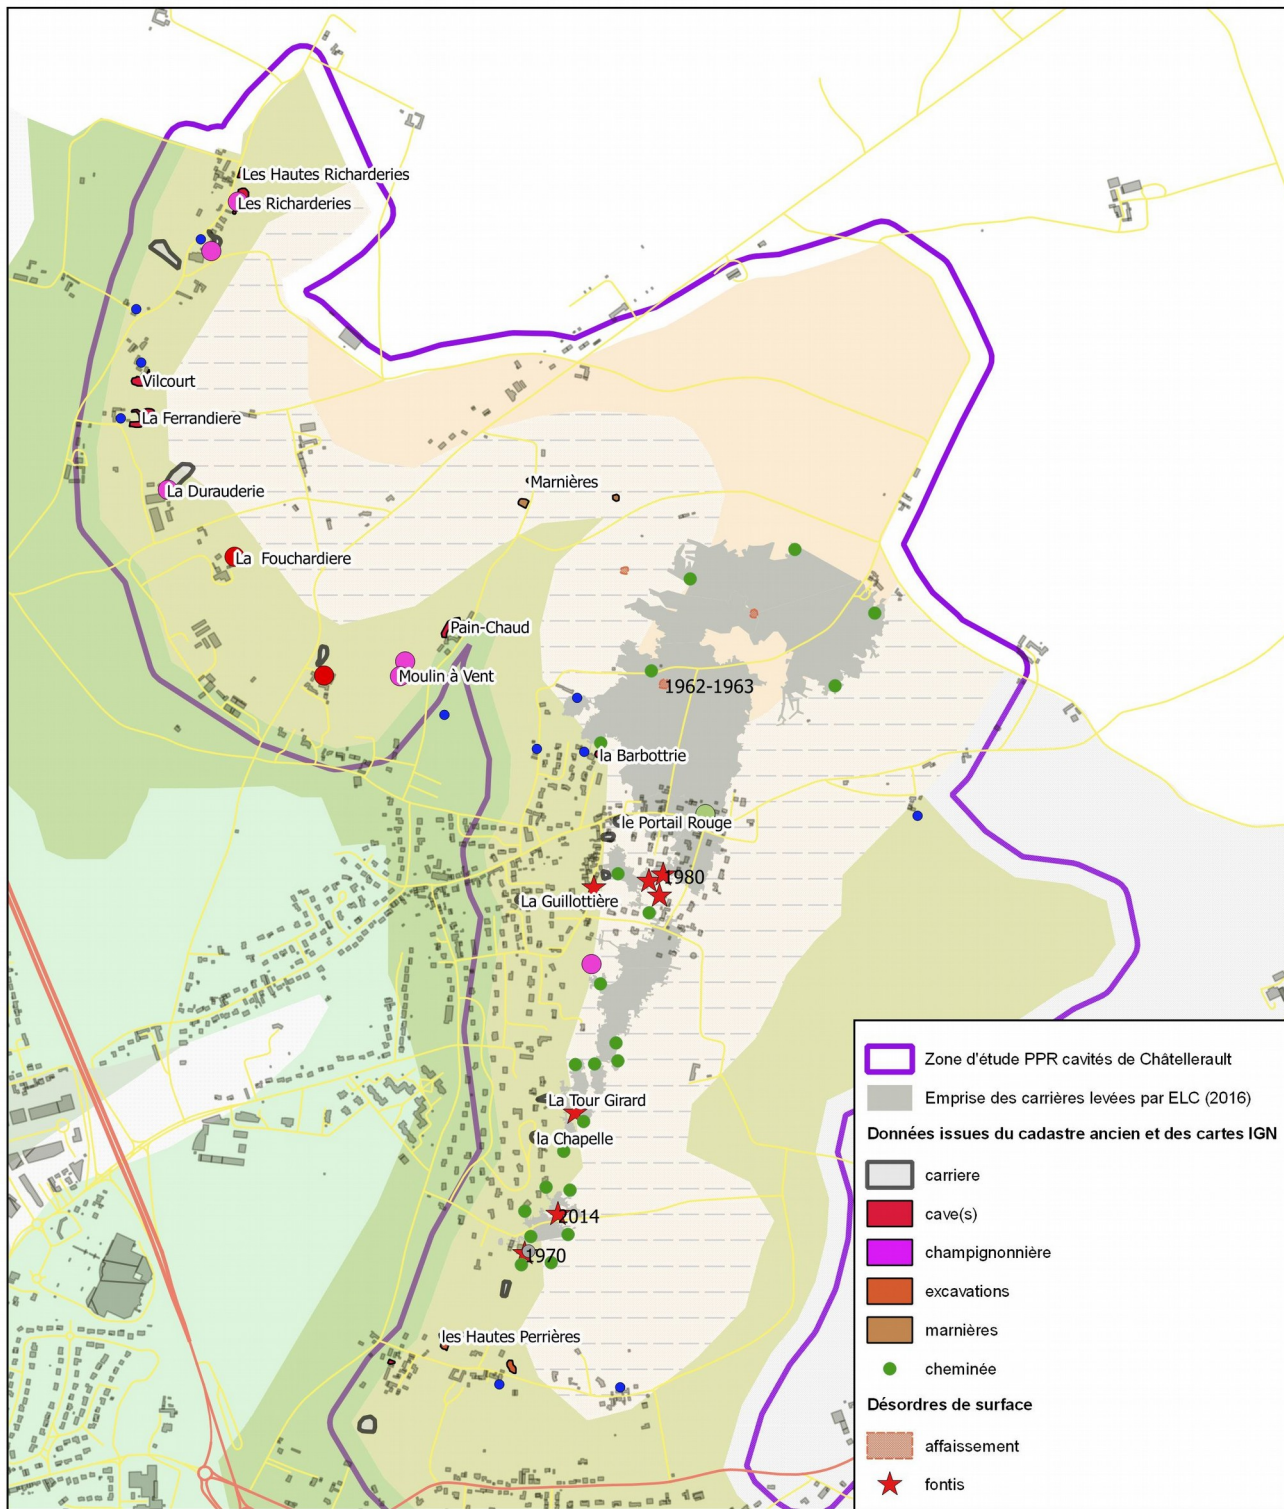 Les Hautes Richarderies
Les Richarderies
Vilcourt
La Ferrandiere
La Durauderie
Marnières
La Fouchardiere
Pain-Chaud
Moulin à Vent
1962-1963
la Barbottrie
le Portail Rouge
1980
La Guillottière
La Tour Girard
la Chapelle
2014
1970
les Hautes Perrières
Zone d'étude PPR cavités de Châtellerault
Emprise des carrières levées par ELC (2016)
Données issues du cadastre ancien et des cartes IGN
carriere
cave(s)
champignonnière
excavations
marnières
cheminée
Désordres de surface
affaissement
fontis